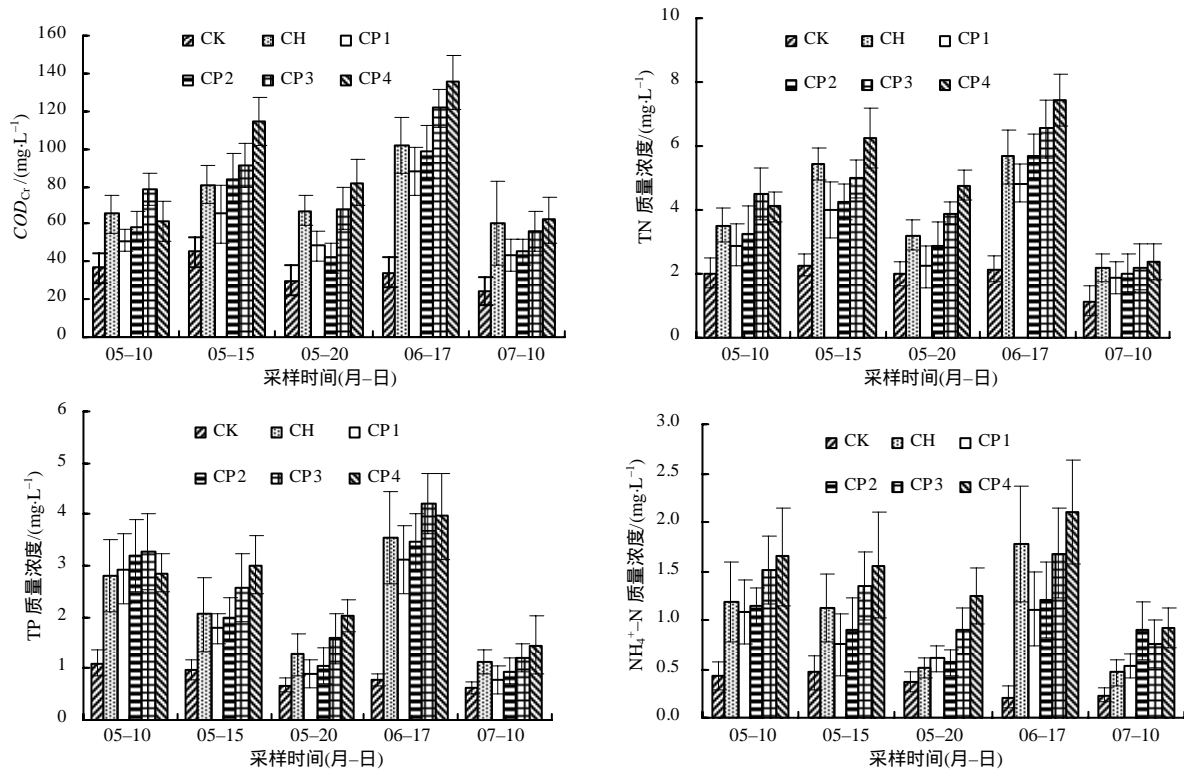 COD_Cr/(mg·L⁻¹)
160
140
120
100
80
60
40
20
0
CK CH CP1
CP2 CP3 CP4
05–10 05–15 05–20 06–17 07–10
采样时间(月–日)
TN 质量浓度/(mg·L⁻¹)
10
8
6
4
2
0
CK CH CP1
CP2 CP3 CP4
05–10 05–15 05–20 06–17 07–10
采样时间(月–日)
TP 质量浓度/(mg·L⁻¹)
6
5
4
3
2
1
0
CK CH CP1
CP2 CP3 CP4
05–10 05–15 05–20 06–17 07–10
采样时间(月–日)
NH₄⁺–N 质量浓度/(mg·L⁻¹)
3.0
2.5
2.0
1.5
1.0
0.5
0.0
CK CH CP1
CP2 CP3 CP4
05–10 05–15 05–20 06–17 07–10
采样时间(月–日)